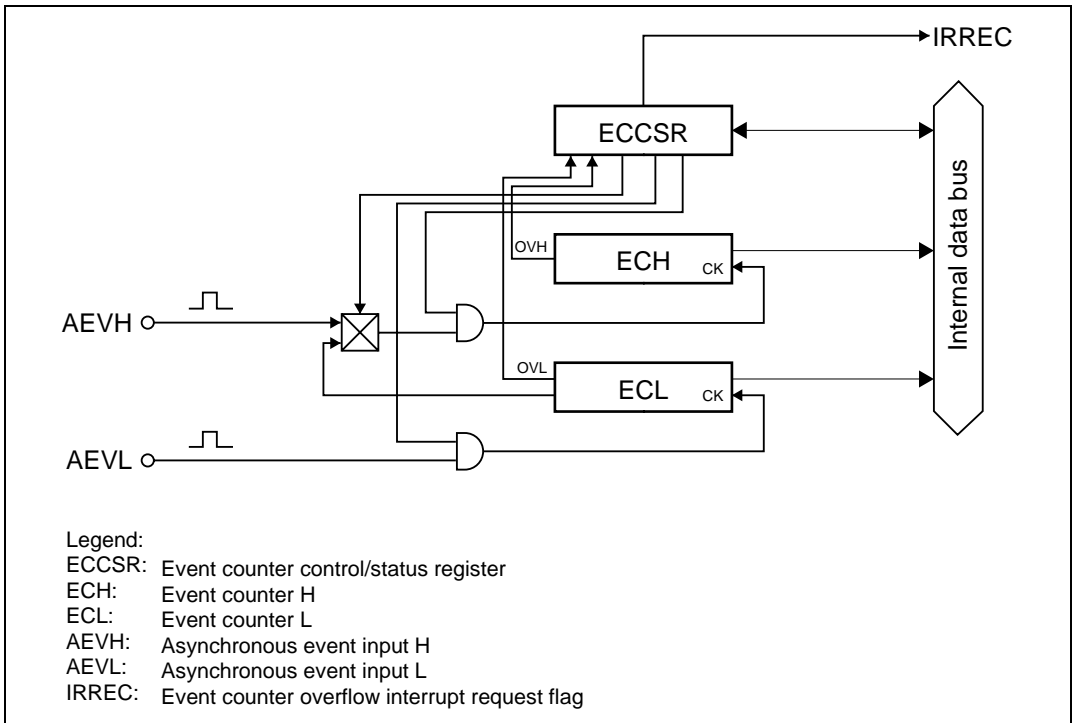 IRREC
ECCSR
Internal data bus
OVH
ECH
CK
AEVH
OVL
ECL
CK
AEVL
Legend:
ECCSR: Event counter control/status register
ECH: Event counter H
ECL: Event counter L
AEVH: Asynchronous event input H
AEVL: Asynchronous event input L
IRREC: Event counter overflow interrupt request flag